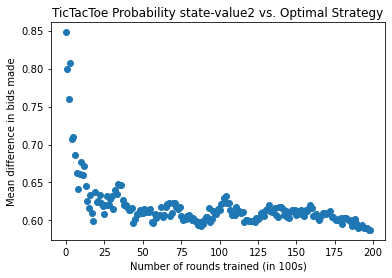 TicTacToe Probability state-value2 vs. Optimal Strategy
Mean difference in bids made
0.85
0.80
0.75
0.70
0.65
0.60
0 25 50 75 100 125 150 175 200
Number of rounds trained (in 100s)